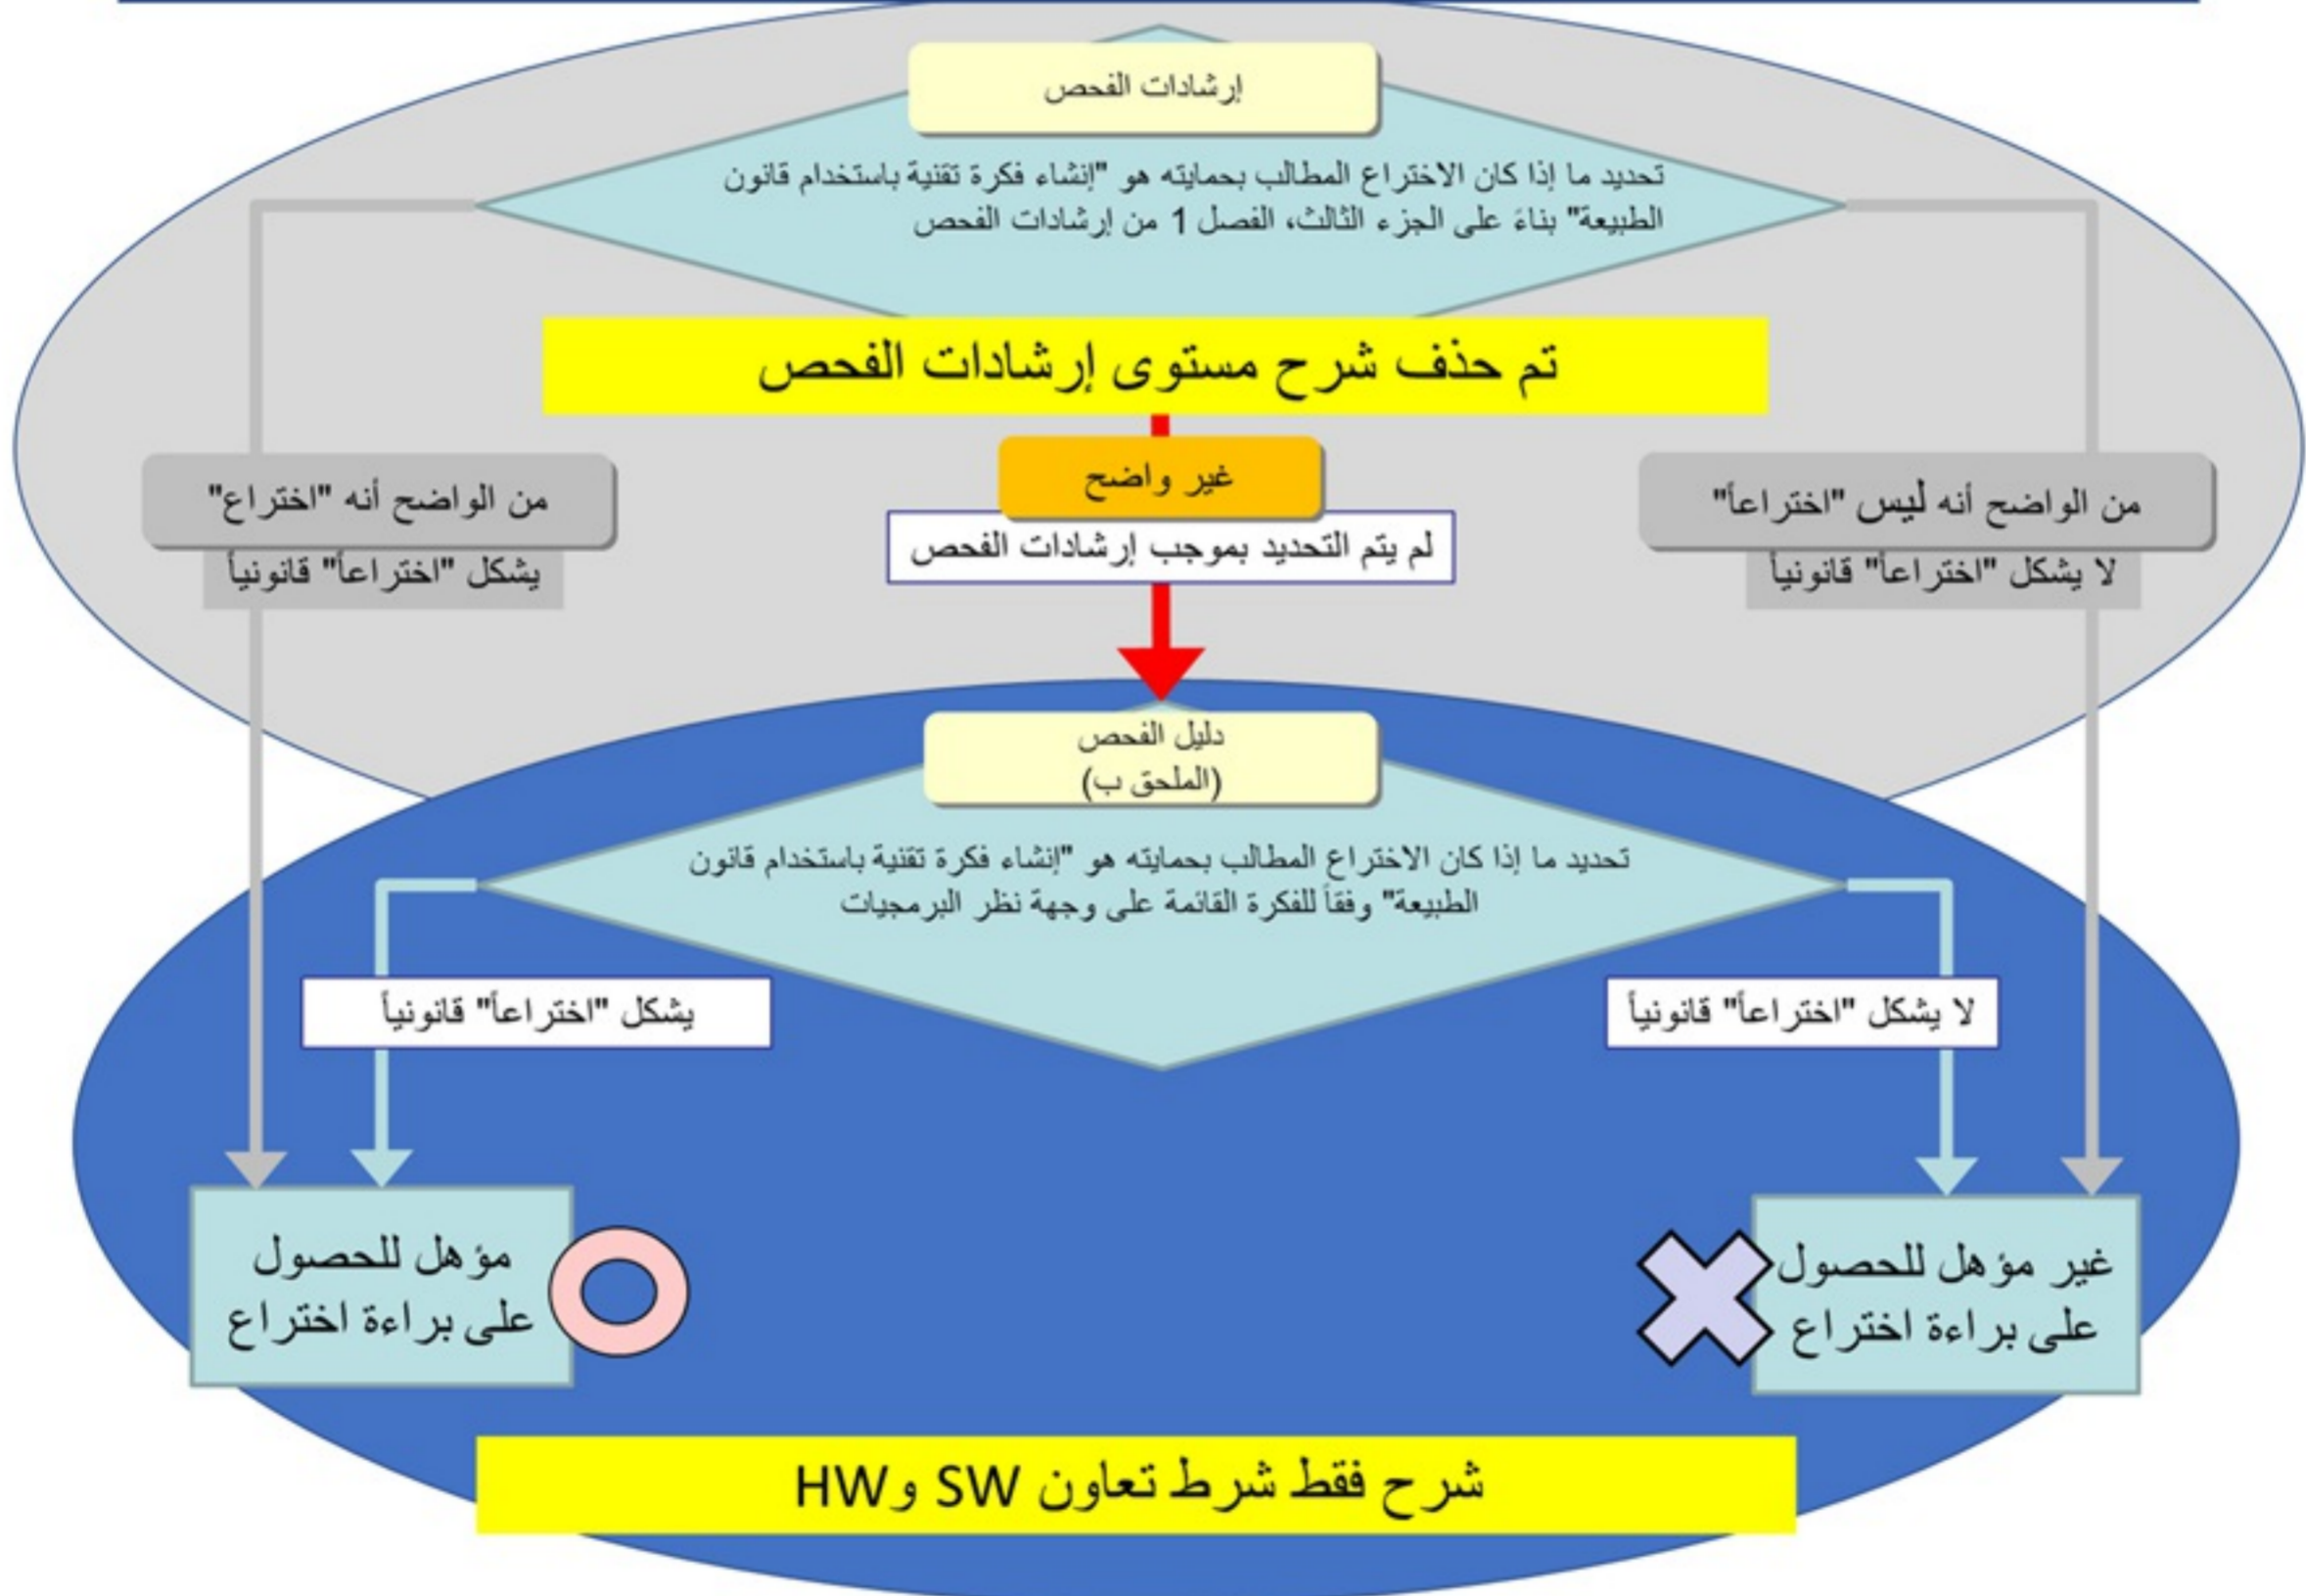 إرشادات الفحص
تحديد ما إذا كان الاختراع المطالب بحمايته هو "إنشاء فكرة تقنية باستخدام قانون
الطبيعة" بناءً على الجزء الثالث، الفصل 1 من إرشادات الفحص
تم حذف شرح مستوى إرشادات الفحص
من الواضح أنه ليس "اختراعاً"
لا يشكل "اختراعاً" قانونياً
غير واضح
لم يتم التحديد بموجب إرشادات الفحص
من الواضح أنه "اختراع"
يشكل "اختراعاً" قانونياً
دليل الفحص
(الملحق ب)
تحديد ما إذا كان الاختراع المطالب بحمايته هو "إنشاء فكرة تقنية باستخدام قانون
الطبيعة" وفقاً للفكرة القائمة على وجهة نظر البرمجيات
لا يشكل "اختراعاً" قانونياً
يشكل "اختراعاً" قانونياً
غير مؤهل للحصول
على براءة اختراع
مؤهل للحصول
على براءة اختراع
شرح فقط شرط تعاون SW وHW